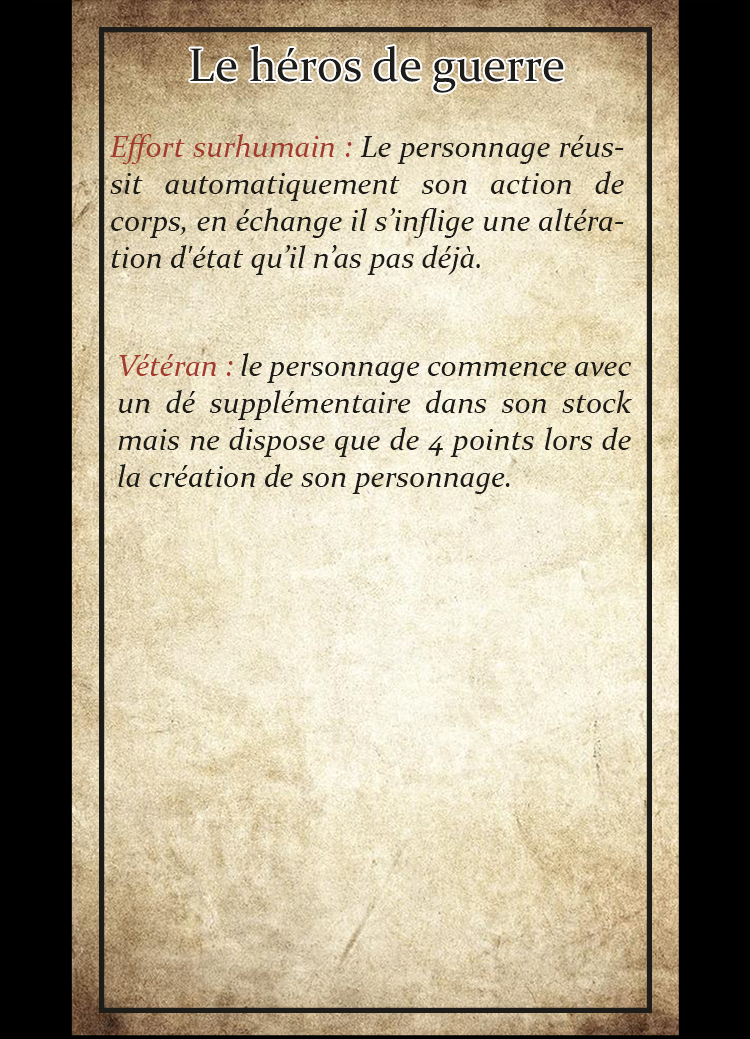 Le héros de guerre
Effort surhumain : Le personnage réus-
sit automatiquement son action de
corps, en échange il s’inflige une altéra-
tion d'état qu’il n’as pas déjà.
Vétéran : le personnage commence avec
un dé supplémentaire dans son stock
mais ne dispose que de 4 points lors de
la création de son personnage.